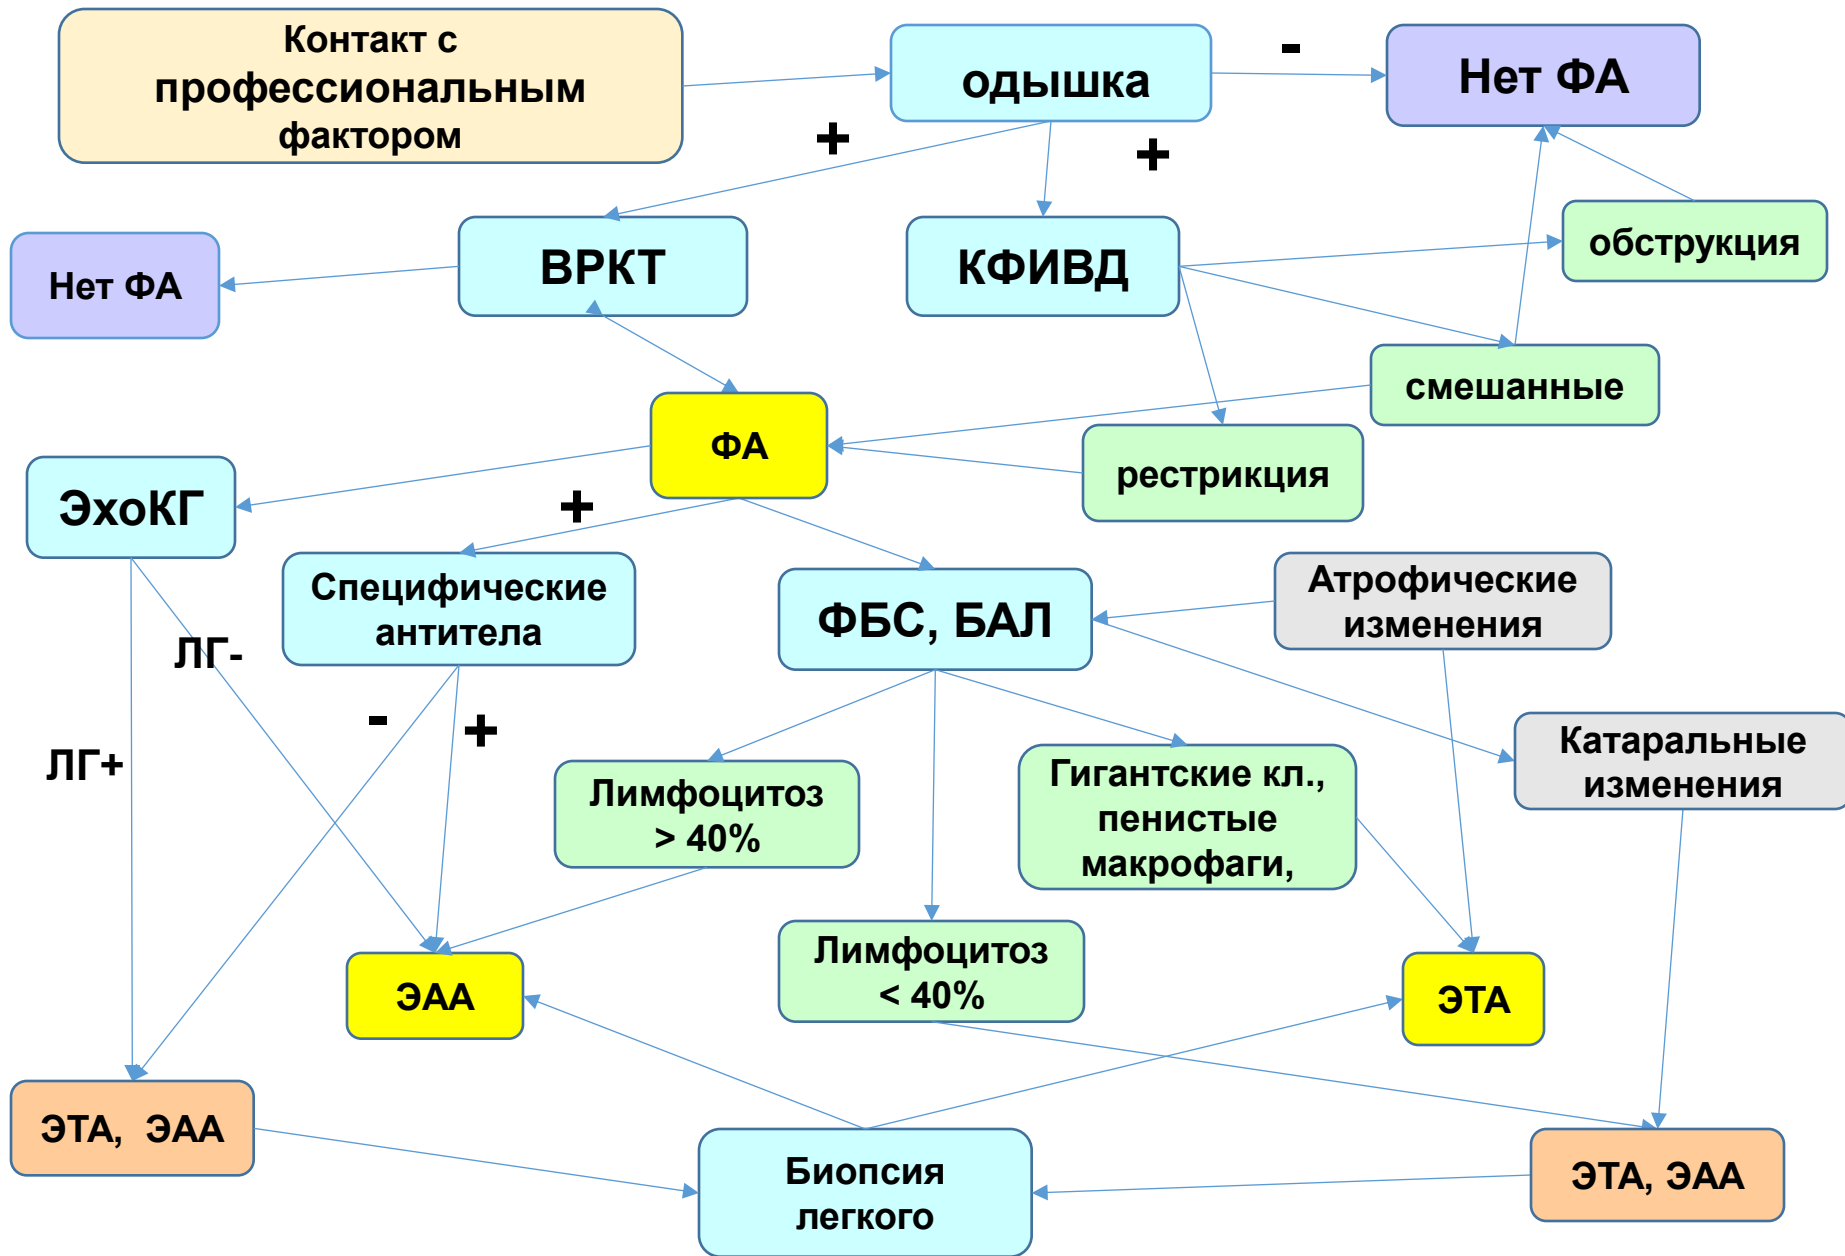 Контакт с
профессиональным
фактором
одышка
-
Нет ФА
+
+
Нет ФА
ВРКТ
КФИВД
обструкция
смешанные
ФА
рестрикция
ЭхоКГ
+
Специфические
антитела
ФБС, БАЛ
Атрофические
изменения
ЛГ-
-
+
ЛГ+
Лимфоцитоз
> 40%
Гигантские кл.,
пенистые
макрофаги,
Катаральные
изменения
ЭАА
Лимфоцитоз
< 40%
ЭТА
ЭТА, ЭАА
Биопсия
легкого
ЭТА, ЭАА